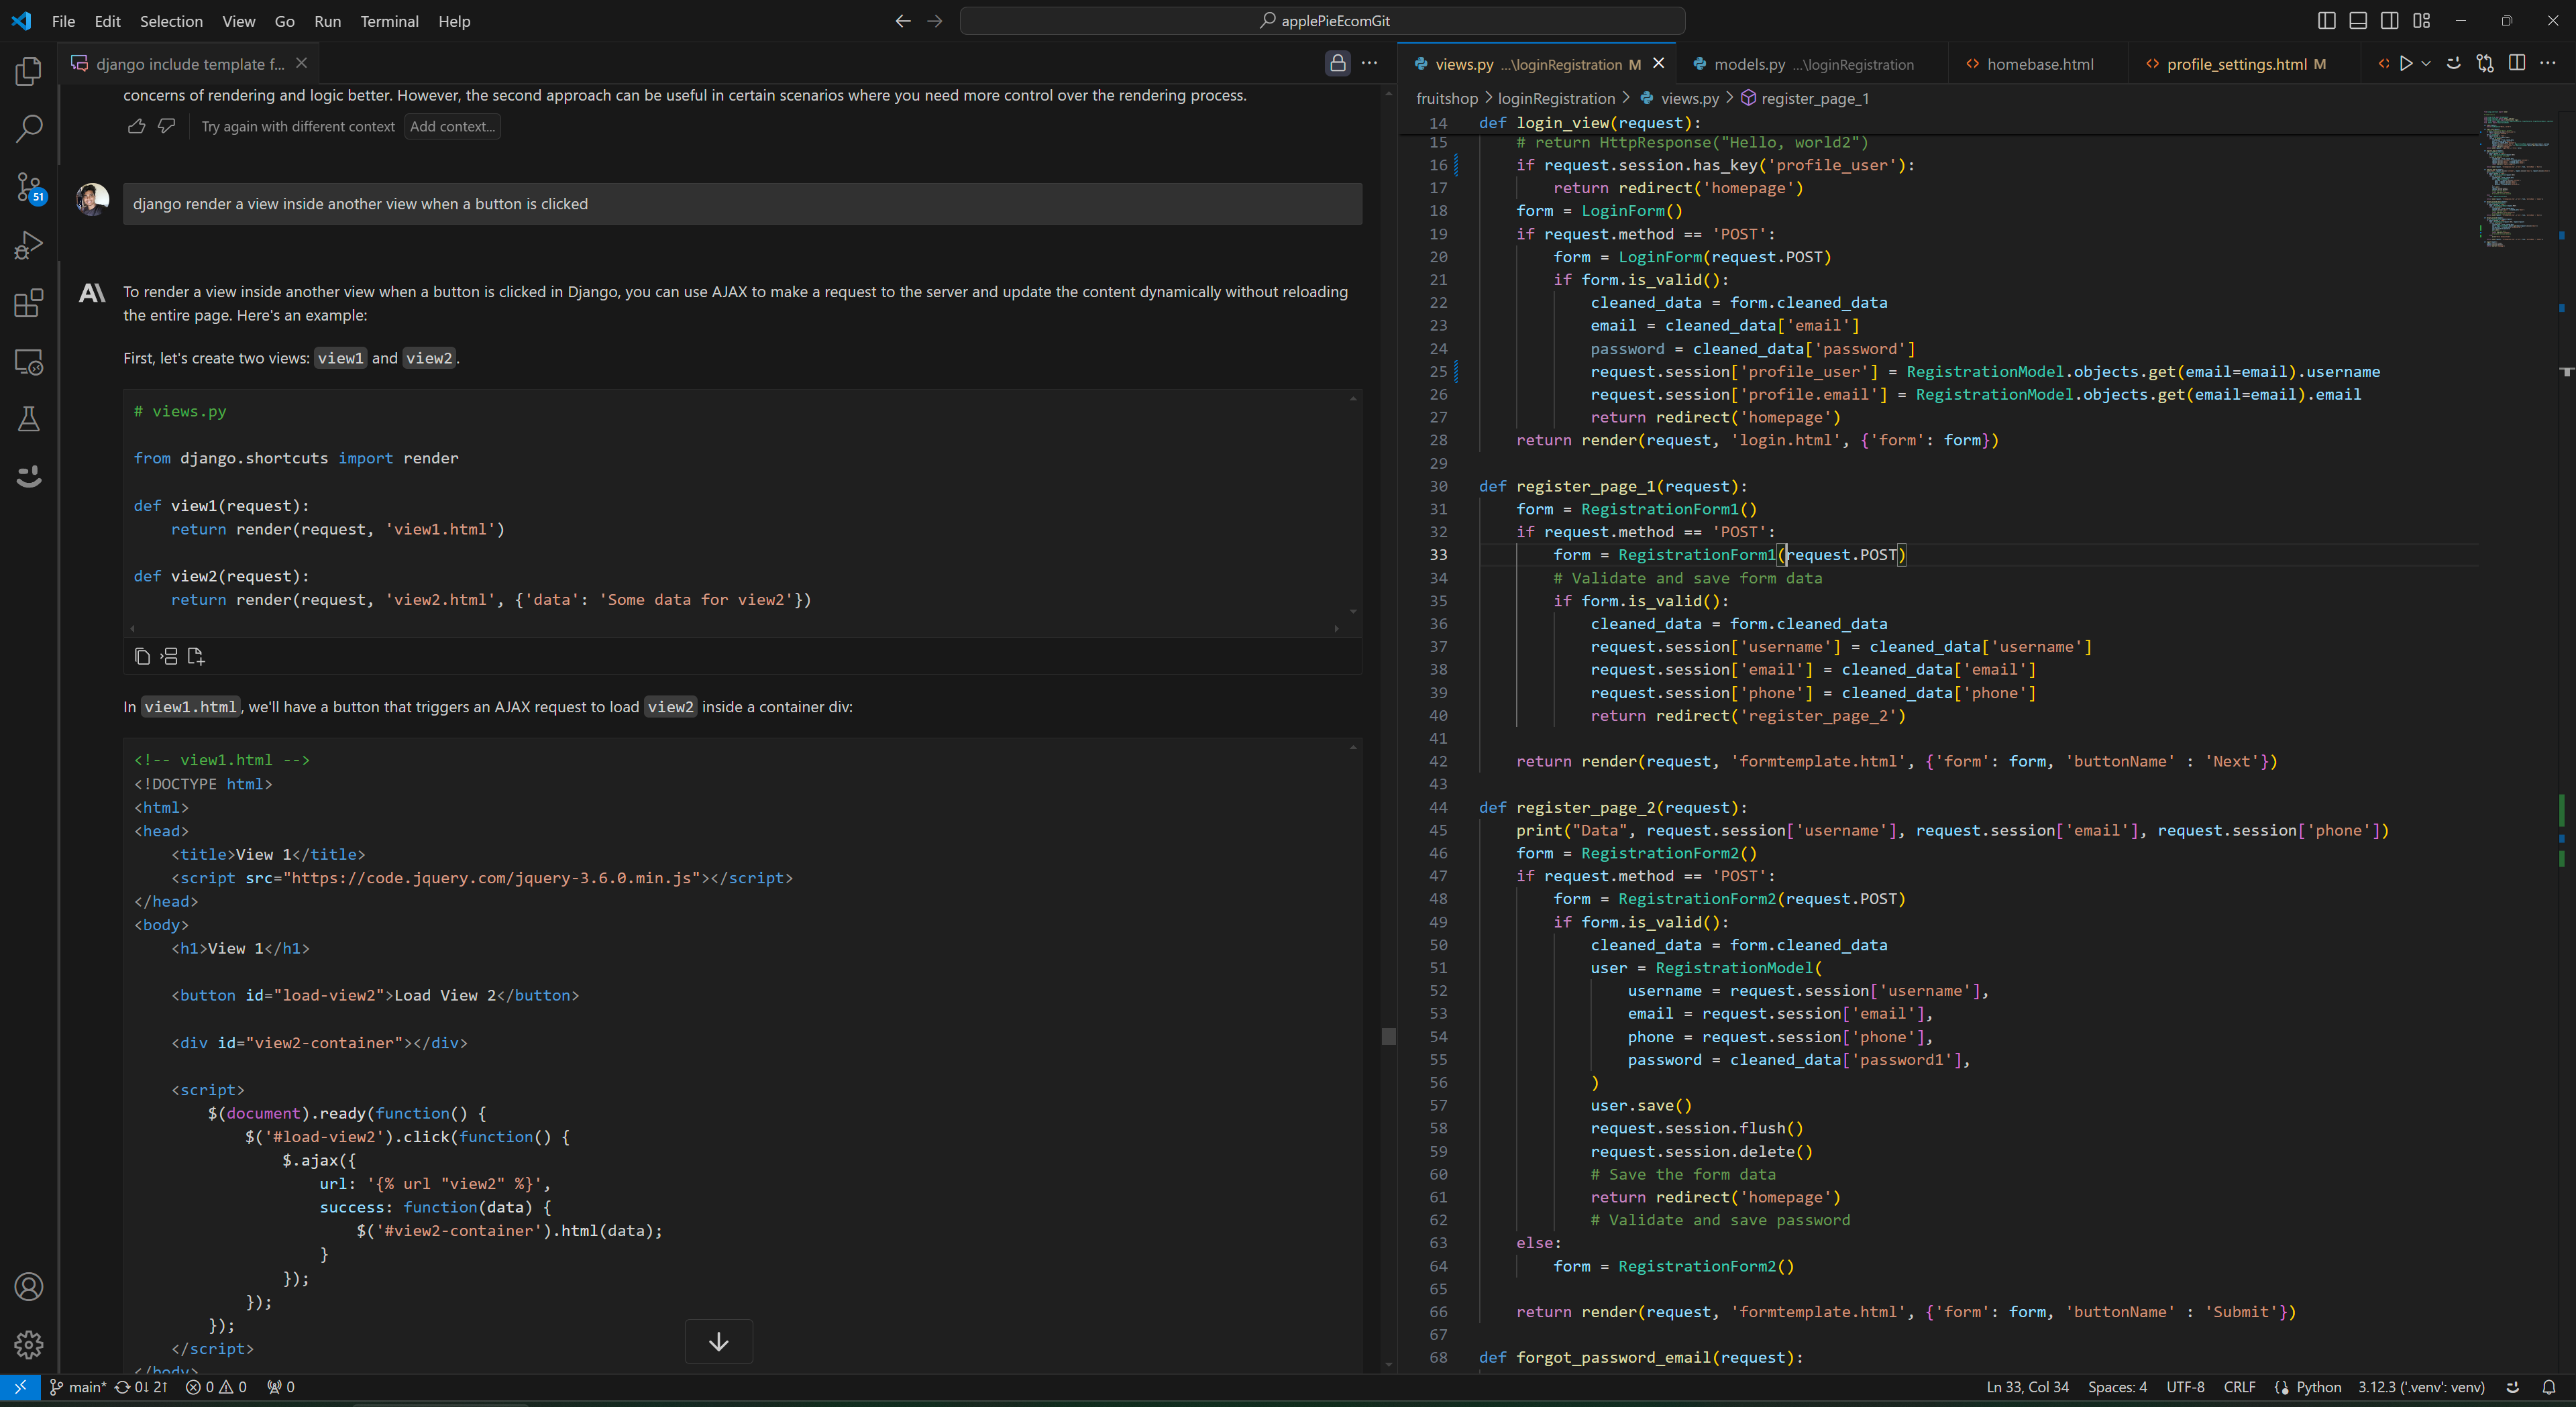 File Edit Selection View Go Run Terminal Help
applePieEcomGit
django include template f...
concerns of rendering and logic better. However, the second approach can be useful in certain scenarios where you need more control over the rendering process.
Try again with different context Add context...
51
django render a view inside another view when a button is clicked
To render a view inside another view when a button is clicked in Django, you can use AJAX to make a request to the server and update the content dynamically without reloading
the entire page. Here's an example:
First, let's create two views: view1 and view2.
# views.py
from django.shortcuts import render
def view1(request):
    return render(request, 'view1.html')
def view2(request):
    return render(request, 'view2.html', {'data': 'Some data for view2'})
In view1.html, we'll have a button that triggers an AJAX request to load view2 inside a container div:
<!-- view1.html -->
<!DOCTYPE html>
<html>
<head>
    <title>View 1</title>
    <script src="https://code.jquery.com/jquery-3.6.0.min.js"></script>
</head>
<body>
    <h1>View 1</h1>
    <button id="load-view2">Load View 2</button>
    <div id="view2-container"></div>
    <script>
        $(document).ready(function() {
            $('#load-view2').click(function() {
                $.ajax({
                    url: '{% url "view2" %}',
                    success: function(data) {
                        $('#view2-container').html(data);
                    }
                });
            });
        });
    </script>
</body>
views.py ...\loginRegistration M
models.py ...\loginRegistration
homebase.html
profile_settings.html M
fruitshop > loginRegistration > views.py > register_page_1
14 def login_view(request):
15     # return HttpResponse("Hello, world2")
16     if request.session.has_key('profile_user'):
17         return redirect('homepage')
18     form = LoginForm()
19     if request.method == 'POST':
20         form = LoginForm(request.POST)
21         if form.is_valid():
22             cleaned_data = form.cleaned_data
23             email = cleaned_data['email']
24             password = cleaned_data['password']
25             request.session['profile_user'] = RegistrationModel.objects.get(email=email).username
26             request.session['profile.email'] = RegistrationModel.objects.get(email=email).email
27             return redirect('homepage')
28     return render(request, 'login.html', {'form': form})
29
30 def register_page_1(request):
31     form = RegistrationForm1()
32     if request.method == 'POST':
33         form = RegistrationForm1(request.POST)
34         # Validate and save form data
35         if form.is_valid():
36             cleaned_data = form.cleaned_data
37             request.session['username'] = cleaned_data['username']
38             request.session['email'] = cleaned_data['email']
39             request.session['phone'] = cleaned_data['phone']
40             return redirect('register_page_2')
41
42     return render(request, 'formtemplate.html', {'form': form, 'buttonName' : 'Next'})
43
44 def register_page_2(request):
45     print("Data", request.session['username'], request.session['email'], request.session['phone'])
46     form = RegistrationForm2()
47     if request.method == 'POST':
48         form = RegistrationForm2(request.POST)
49         if form.is_valid():
50             cleaned_data = form.cleaned_data
51             user = RegistrationModel(
52                 username = request.session['username'],
53                 email = request.session['email'],
54                 phone = request.session['phone'],
55                 password = cleaned_data['password1'],
56             )
57             user.save()
58             request.session.flush()
59             request.session.delete()
60             # Save the form data
61             return redirect('homepage')
62             # Validate and save password
63     else:
64         form = RegistrationForm2()
65
66     return render(request, 'formtemplate.html', {'form': form, 'buttonName' : 'Submit'})
67
68 def forgot_password_email(request):
main* 0↓ 2↑ 0 0 0
Ln 33, Col 34 Spaces: 4 UTF-8 CRLF Python 3.12.3 ('.venv': venv)